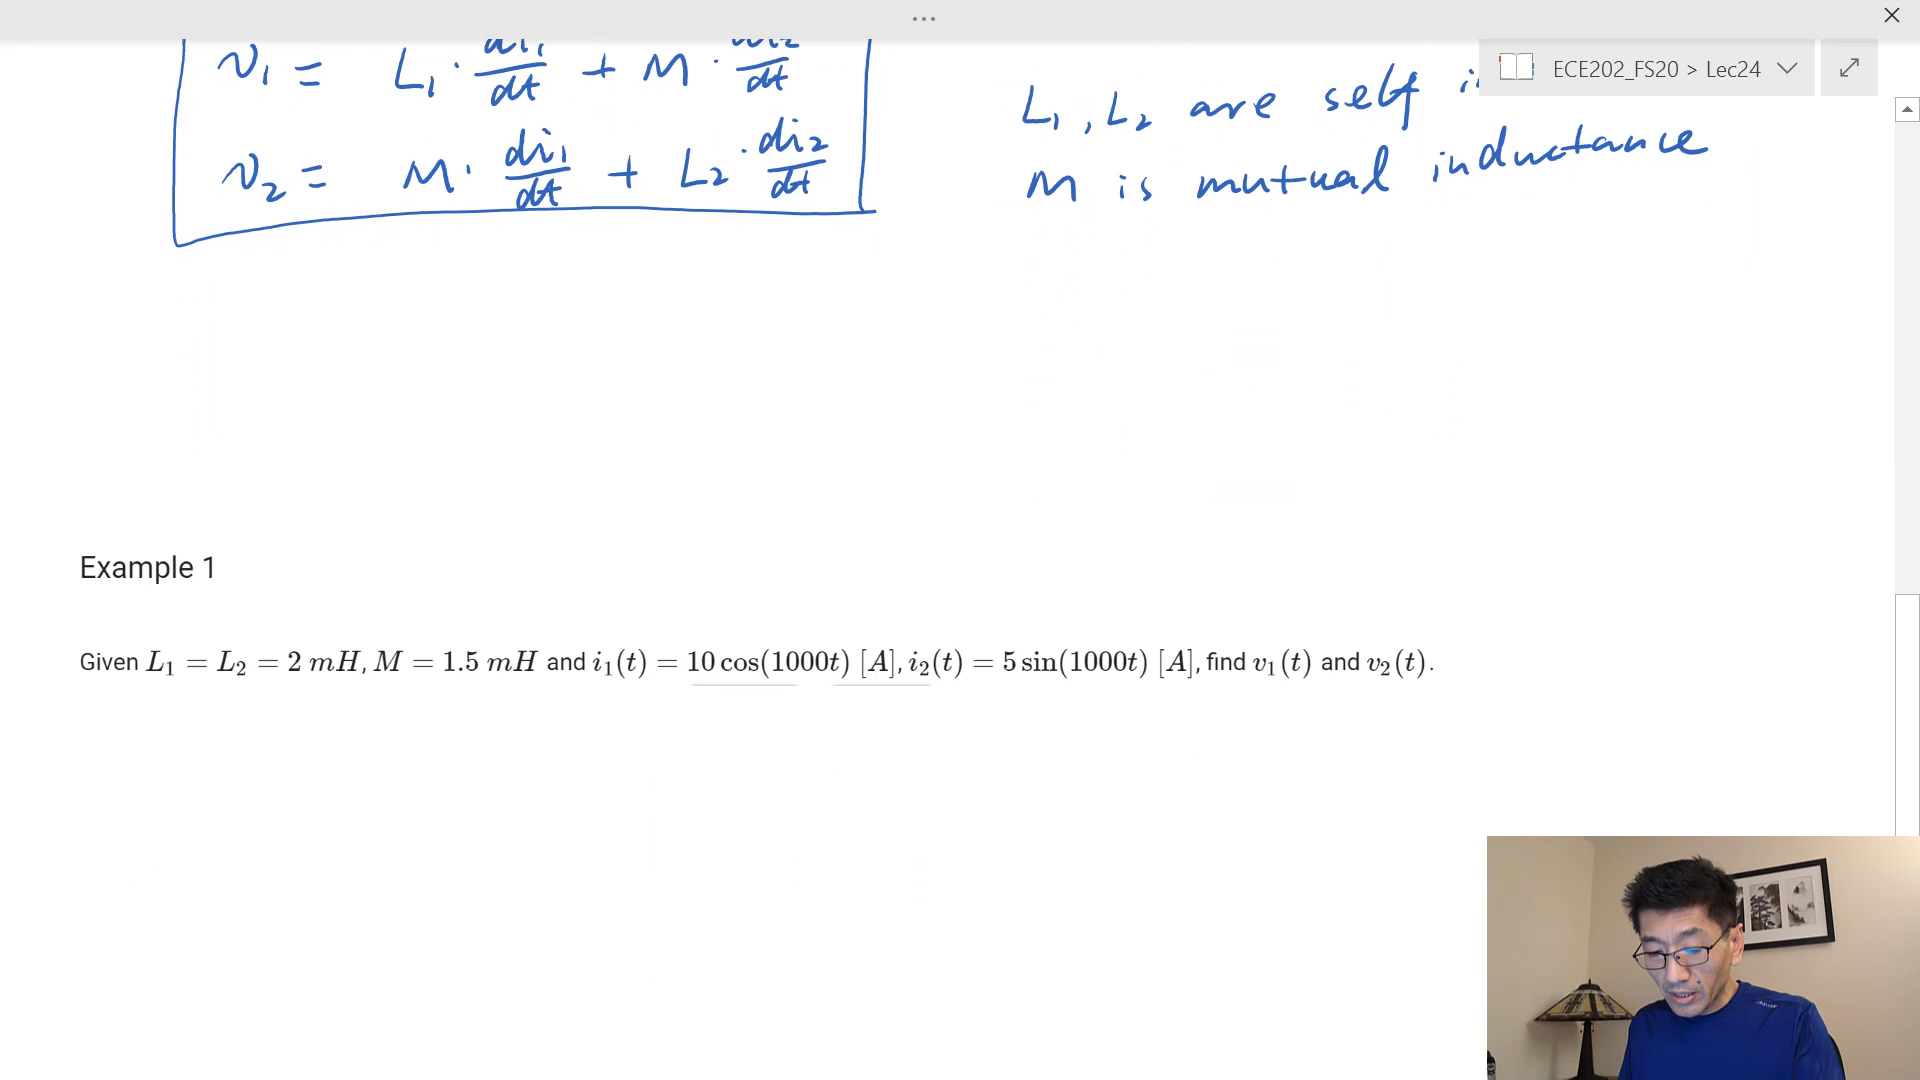 ECE202_FS20 > Lec24
v₁ = L₁ · di₁/dt + M · di₂/dt
L₁, L₂ are self
v₂ = M · di₁/dt + L₂ · di₂/dt
M is mutual inductance
Example 1
Given L₁ = L₂ = 2 mH, M = 1.5 mH and i₁(t) = 10 cos(1000t) [A], i₂(t) = 5 sin(1000t) [A], find v₁(t) and v₂(t).